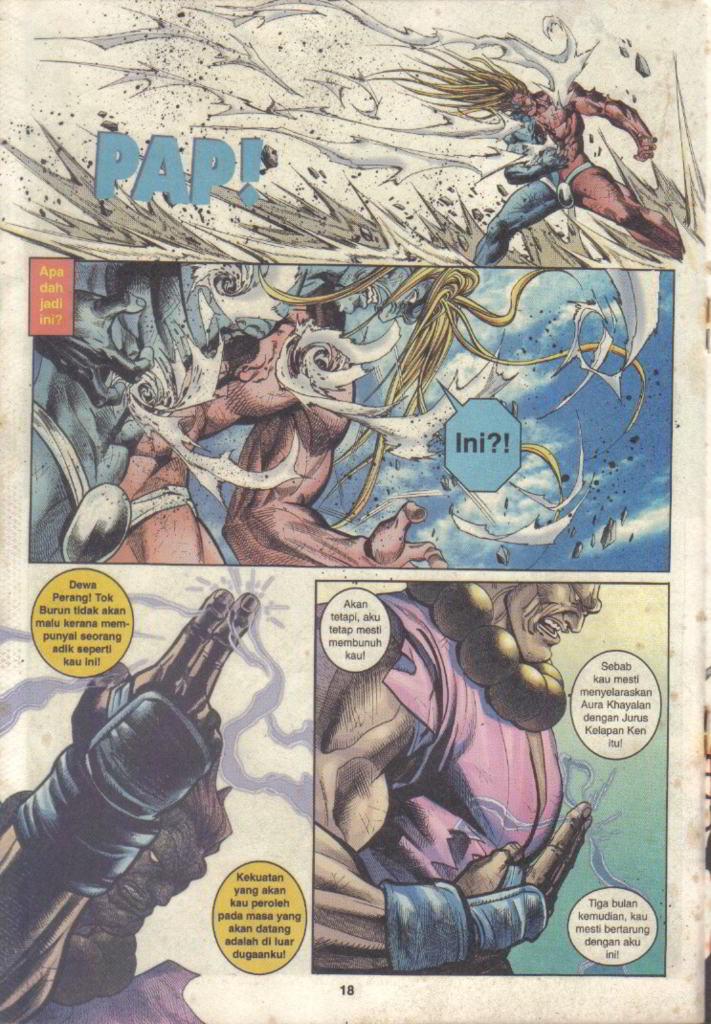 PAP!
Apa
dah
jadi
ini?
Ini?!
Dewa
Perang! Tok
Burun tidak akan
malu kerana mem-
punyai seorang
adik seperti
kau ini!
Kekuatan
yang akan
kau peroleh
pada masa yang
akan datang
adalah di luar
dugaanku!
Akan
tetapi, aku
tetap mesti
membunuh
kau!
Sebab
kau mesti
menyelaraskan
Aura Khayalan
dengan Jurus
Kelapan Ken
itu!
Tiga bulan
kemudian, kau
mesti bertarung
dengan aku
ini!
18